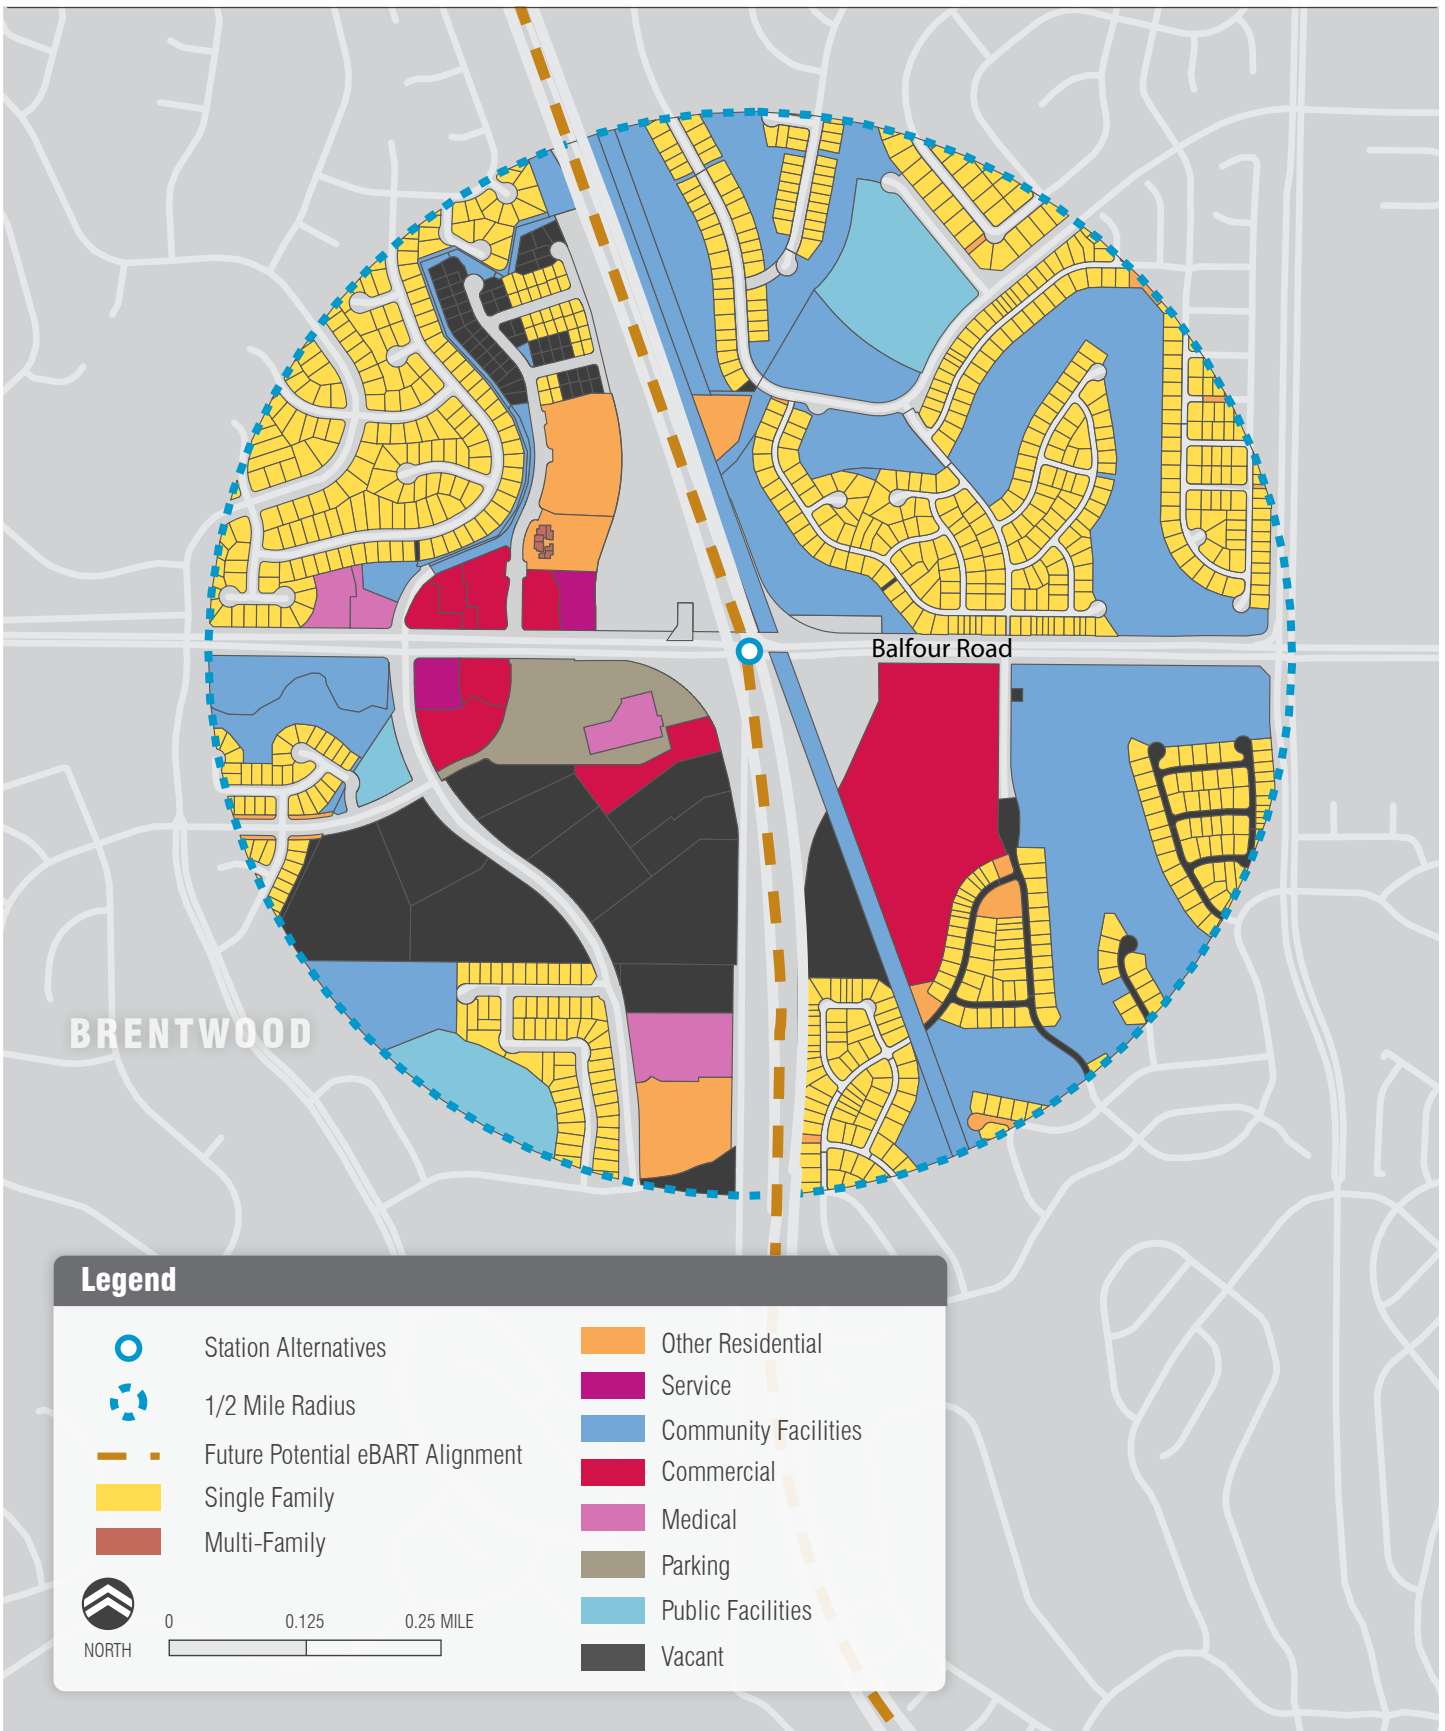 Balfour Road
BRENTWOOD
Legend
Station Alternatives
1/2 Mile Radius
Future Potential eBART Alignment
Single Family
Multi-Family
NORTH
0 0.125 0.25 MILE
Other Residential
Service
Community Facilities
Commercial
Medical
Parking
Public Facilities
Vacant